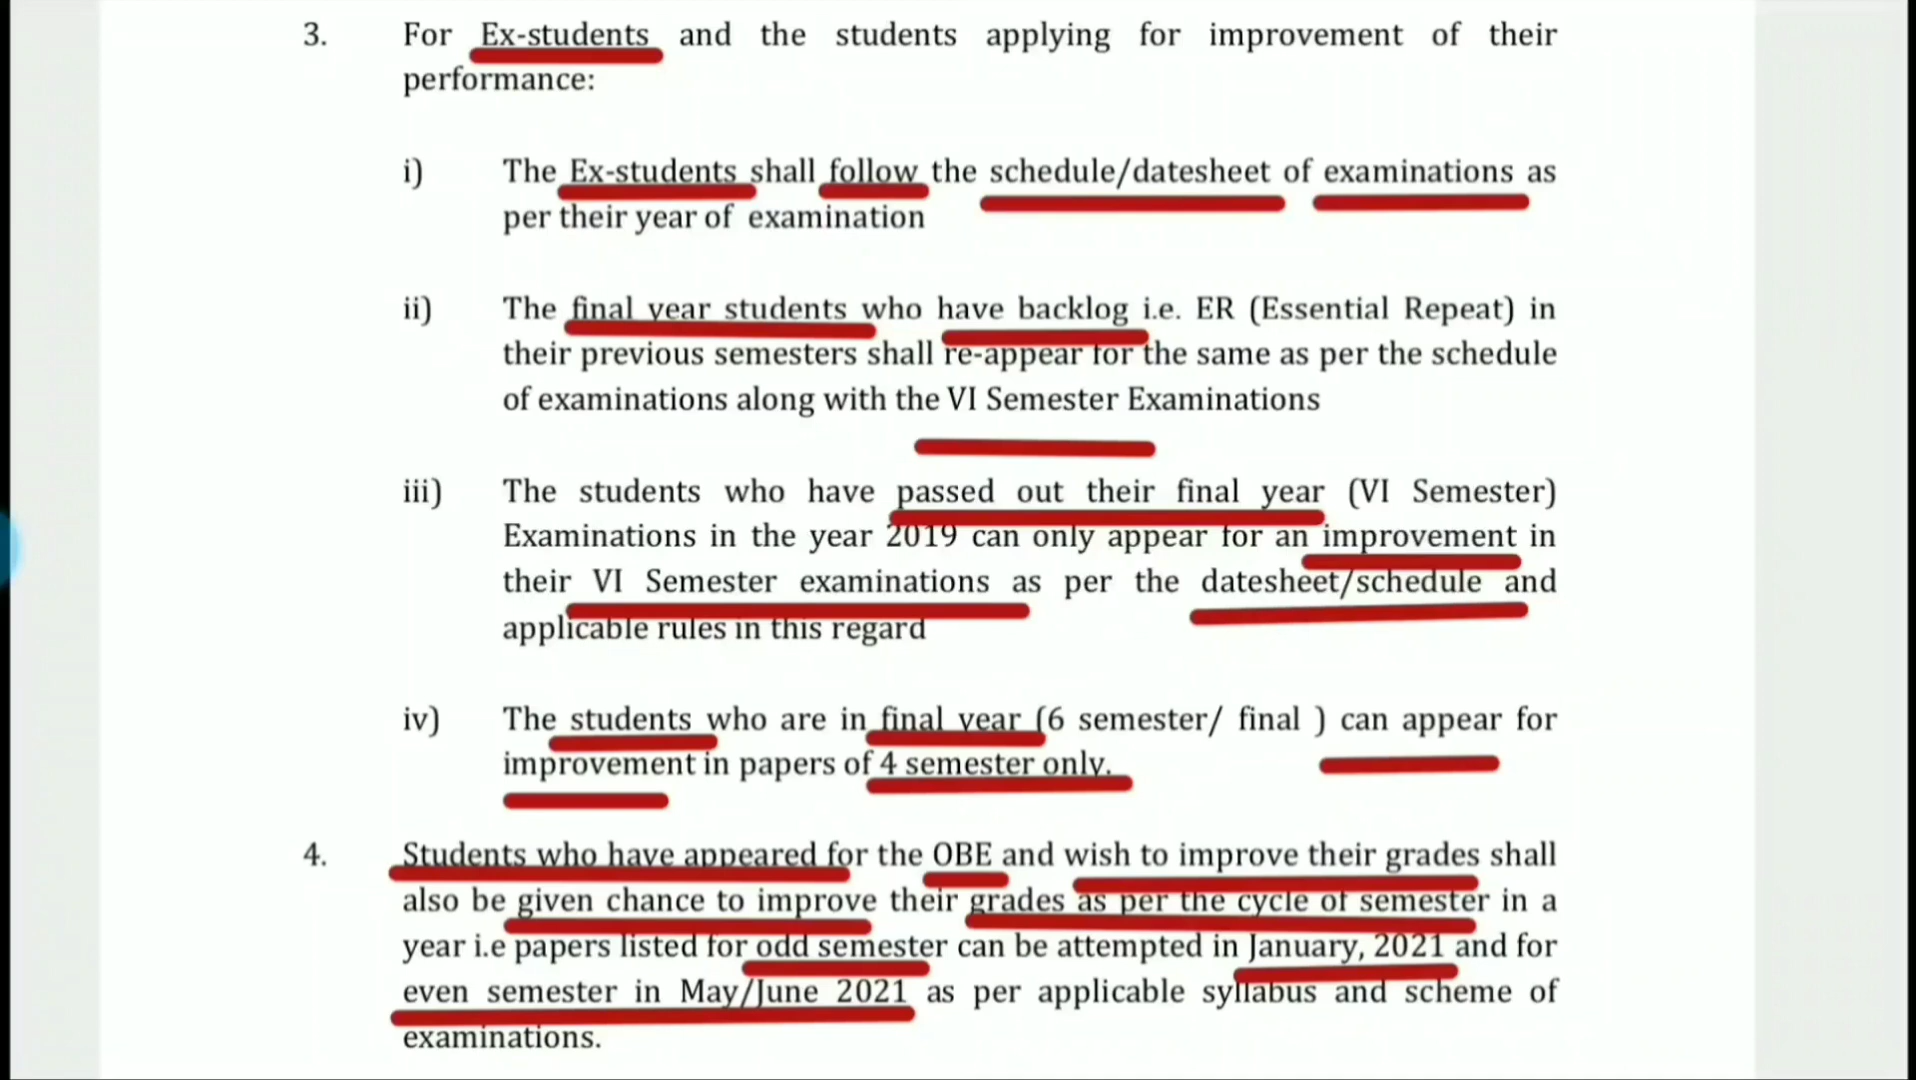 3. For Ex-students and the students applying for improvement of their
performance:
i) The Ex-students shall follow the schedule/datesheet of examinations as
per their year of examination
ii) The final year students who have backlog i.e. ER (Essential Repeat) in
their previous semesters shall re-appear for the same as per the schedule
of examinations along with the VI Semester Examinations
iii) The students who have passed out their final year (VI Semester)
Examinations in the year 2019 can only appear for an improvement in
their VI Semester examinations as per the datesheet/schedule and
applicable rules in this regard
iv) The students who are in final year (6 semester/ final ) can appear for
improvement in papers of 4 semester only.
4. Students who have appeared for the OBE and wish to improve their grades shall
also be given chance to improve their grades as per the cycle of semester in a
year i.e papers listed for odd semester can be attempted in January, 2021 and for
even semester in May/June 2021 as per applicable syllabus and scheme of
examinations.